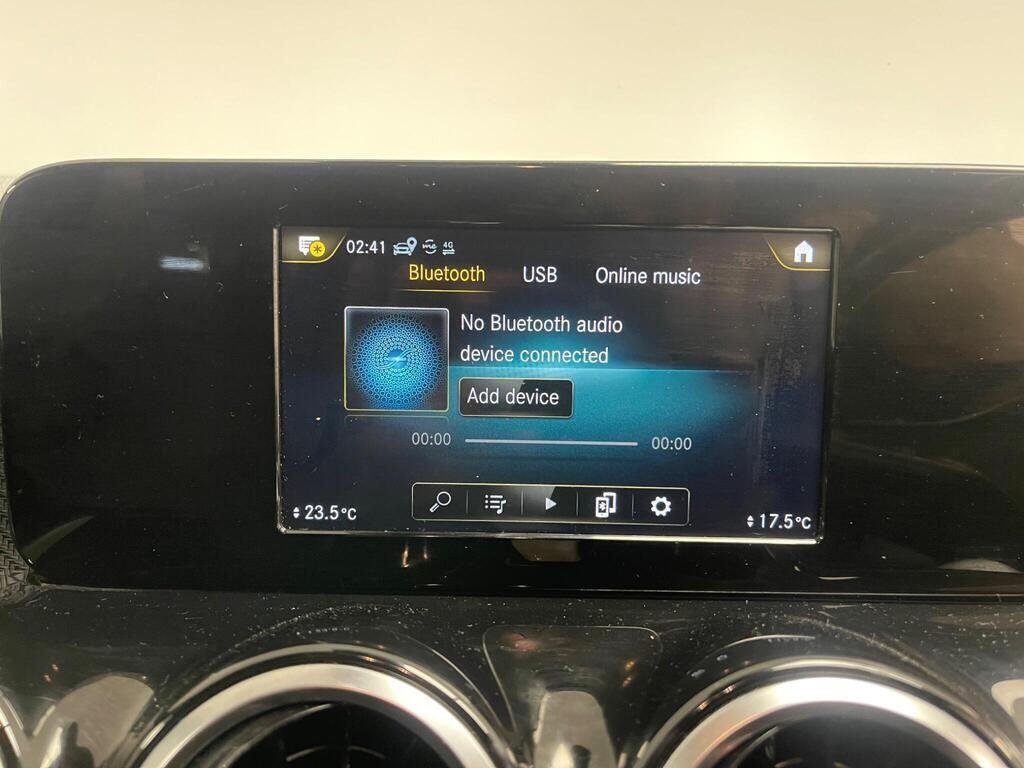 02:41
4G
Bluetooth USB Online music
No Bluetooth audio
device connected
Add device
00:00 00:00
23.5°C 17.5°C